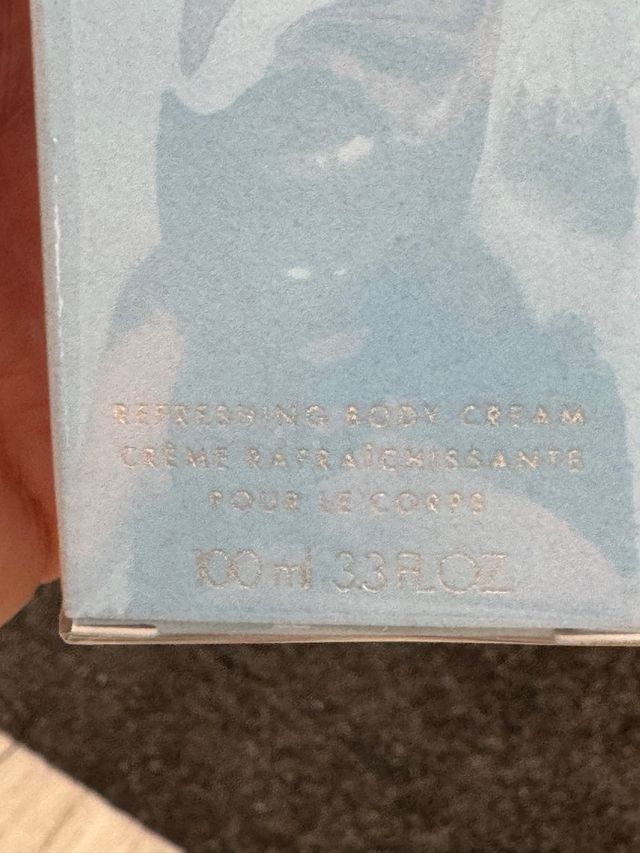 REFRESHING BODY CREAM
CRÈME RAFRAÎCHISSANTE
POUR LE CORPS
100 ml 3.3 FL.OZ